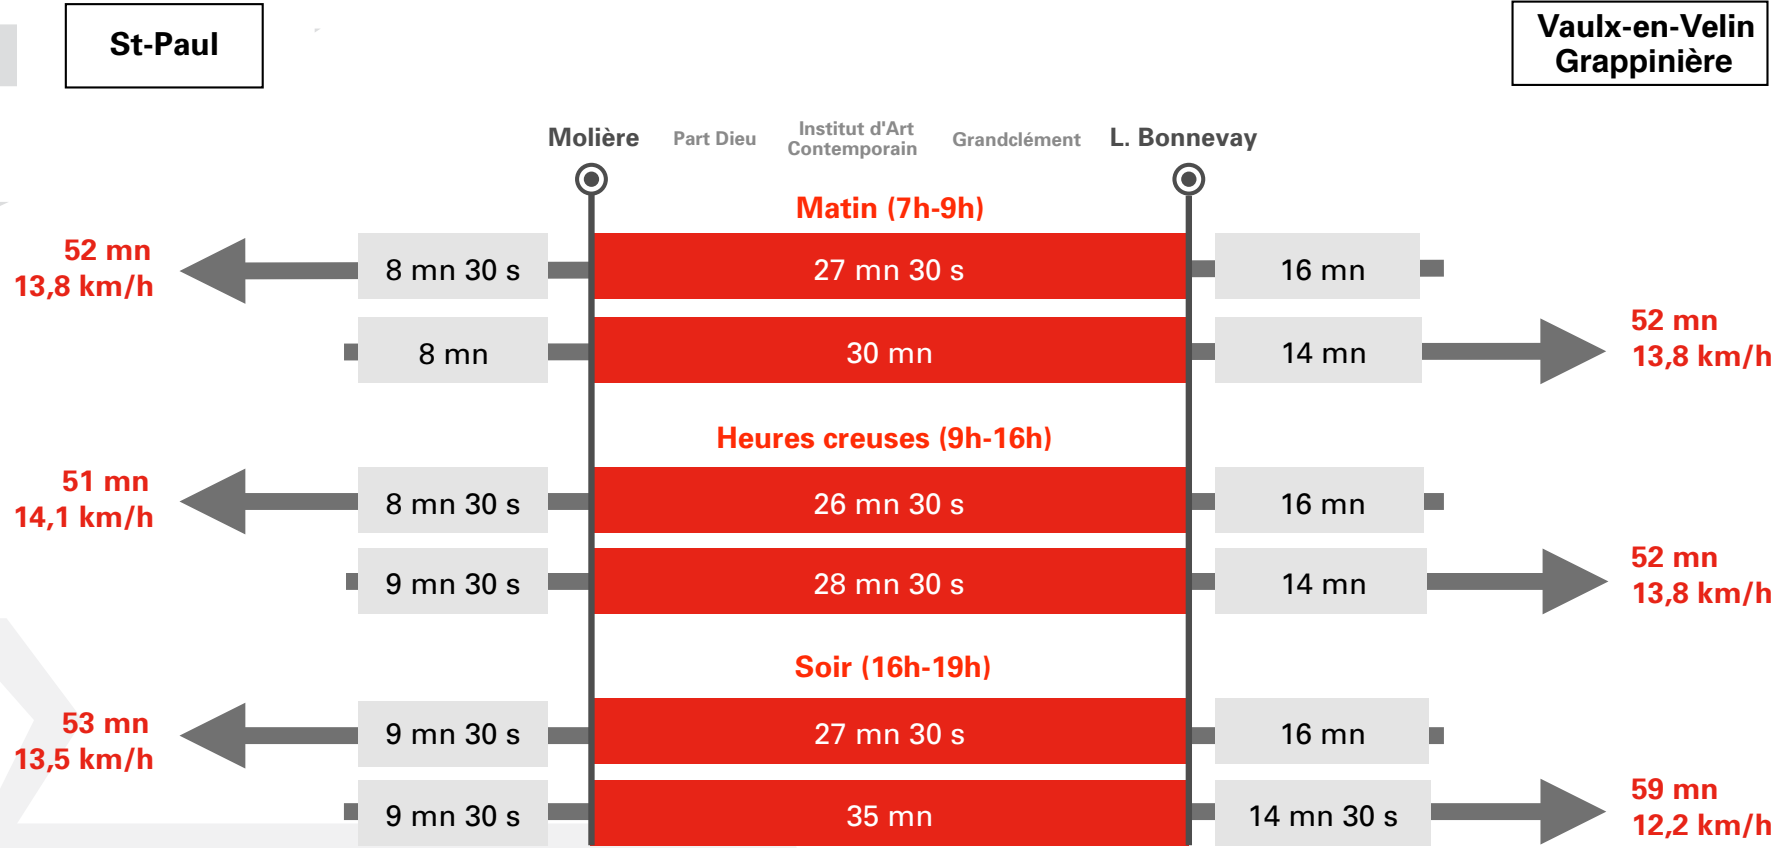 St-Paul
Vaulx-en-Velin
Grappinière
Molière
Part Dieu
Institut d'Art
Contemporain
Grandclément
L. Bonnevay
Matin (7h-9h)
52 mn
13,8 km/h
8 mn 30 s
27 mn 30 s
16 mn
8 mn
30 mn
14 mn
52 mn
13,8 km/h
Heures creuses (9h-16h)
51 mn
14,1 km/h
8 mn 30 s
26 mn 30 s
16 mn
9 mn 30 s
28 mn 30 s
14 mn
52 mn
13,8 km/h
Soir (16h-19h)
53 mn
13,5 km/h
9 mn 30 s
27 mn 30 s
16 mn
9 mn 30 s
35 mn
14 mn 30 s
59 mn
12,2 km/h